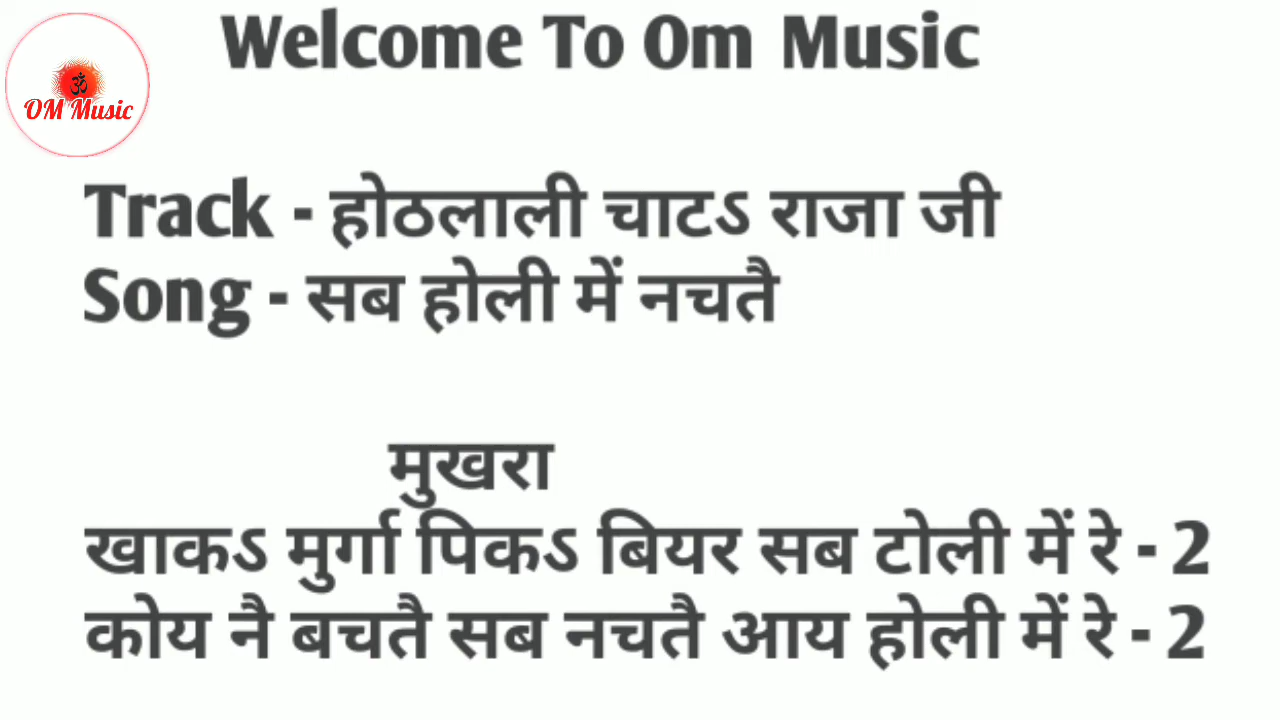 Welcome To Om Music
ॐ
OM Music
Track - होठलाली चाटऽ राजा जी
Song - सब होली में नचतै
मुखरा
खाकऽ मुर्गा पिकऽ बियर सब टोली में रे - 2
कोय नै बचतै सब नचतै आय होली में रे - 2